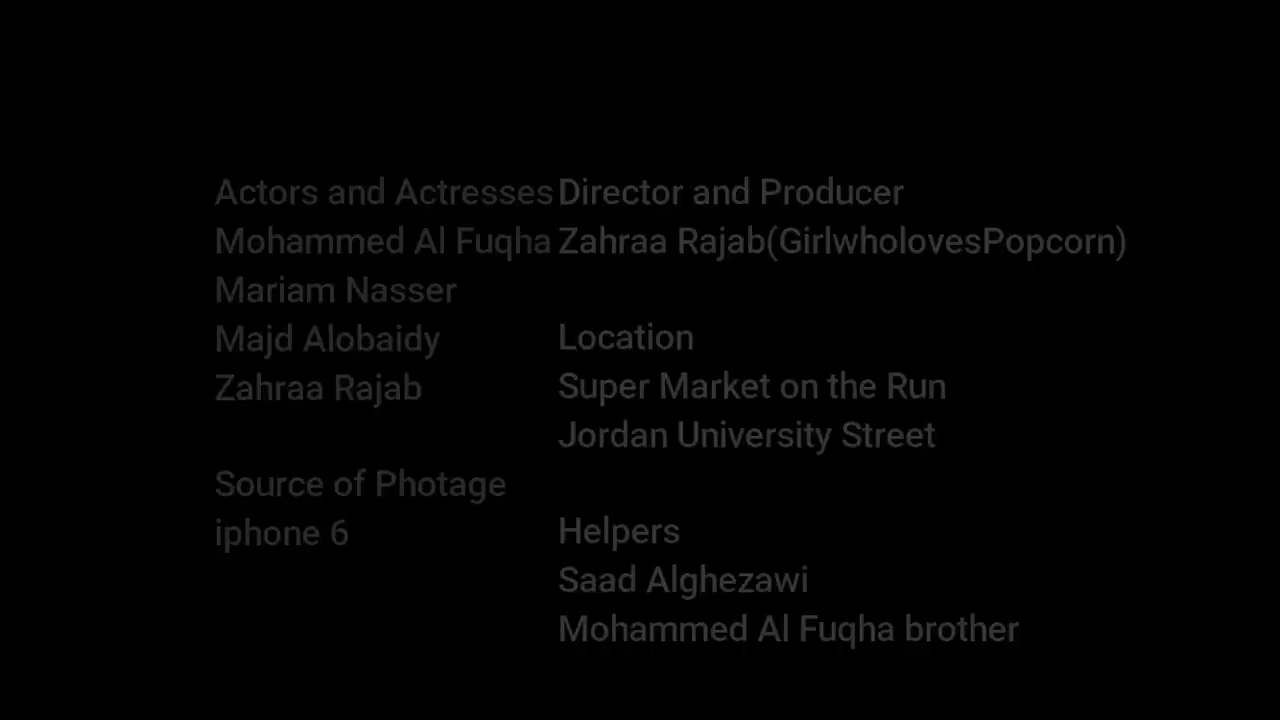 Actors and Actresses
Mohammed Al Fuqha
Mariam Nasser
Majd Alobaidy
Zahraa Rajab
Source of Photage
iphone 6
Director and Producer
Zahraa Rajab(GirlwholovesPopcorn)
Location
Super Market on the Run
Jordan University Street
Helpers
Saad Alghezawi
Mohammed Al Fuqha brother